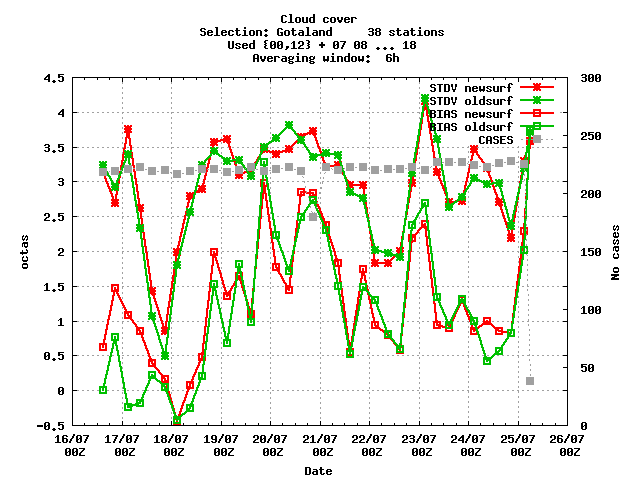 Cloud cover
Selection: Gotaland     38 stations
Used {00,12} + 07 08 ... 18
Averaging window:  6h
STDV newsurf
STDV oldsurf
BIAS newsurf
BIAS oldsurf
CASES
4.5
4
3.5
3
2.5
2
1.5
1
0.5
0
-0.5
octas
300
250
200
150
100
50
0
No cases
16/07 17/07 18/07 19/07 20/07 21/07 22/07 23/07 24/07 25/07 26/07
00Z 00Z 00Z 00Z 00Z 00Z 00Z 00Z 00Z 00Z 00Z
Date